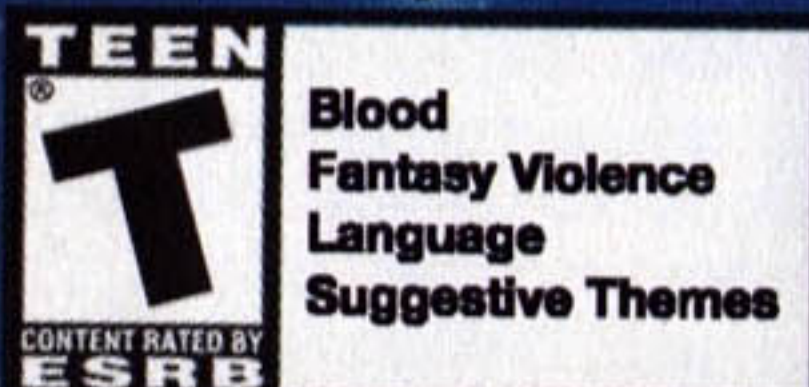 TEEN
®
T
CONTENT RATED BY
ESRB
Blood
Fantasy Violence
Language
Suggestive Themes